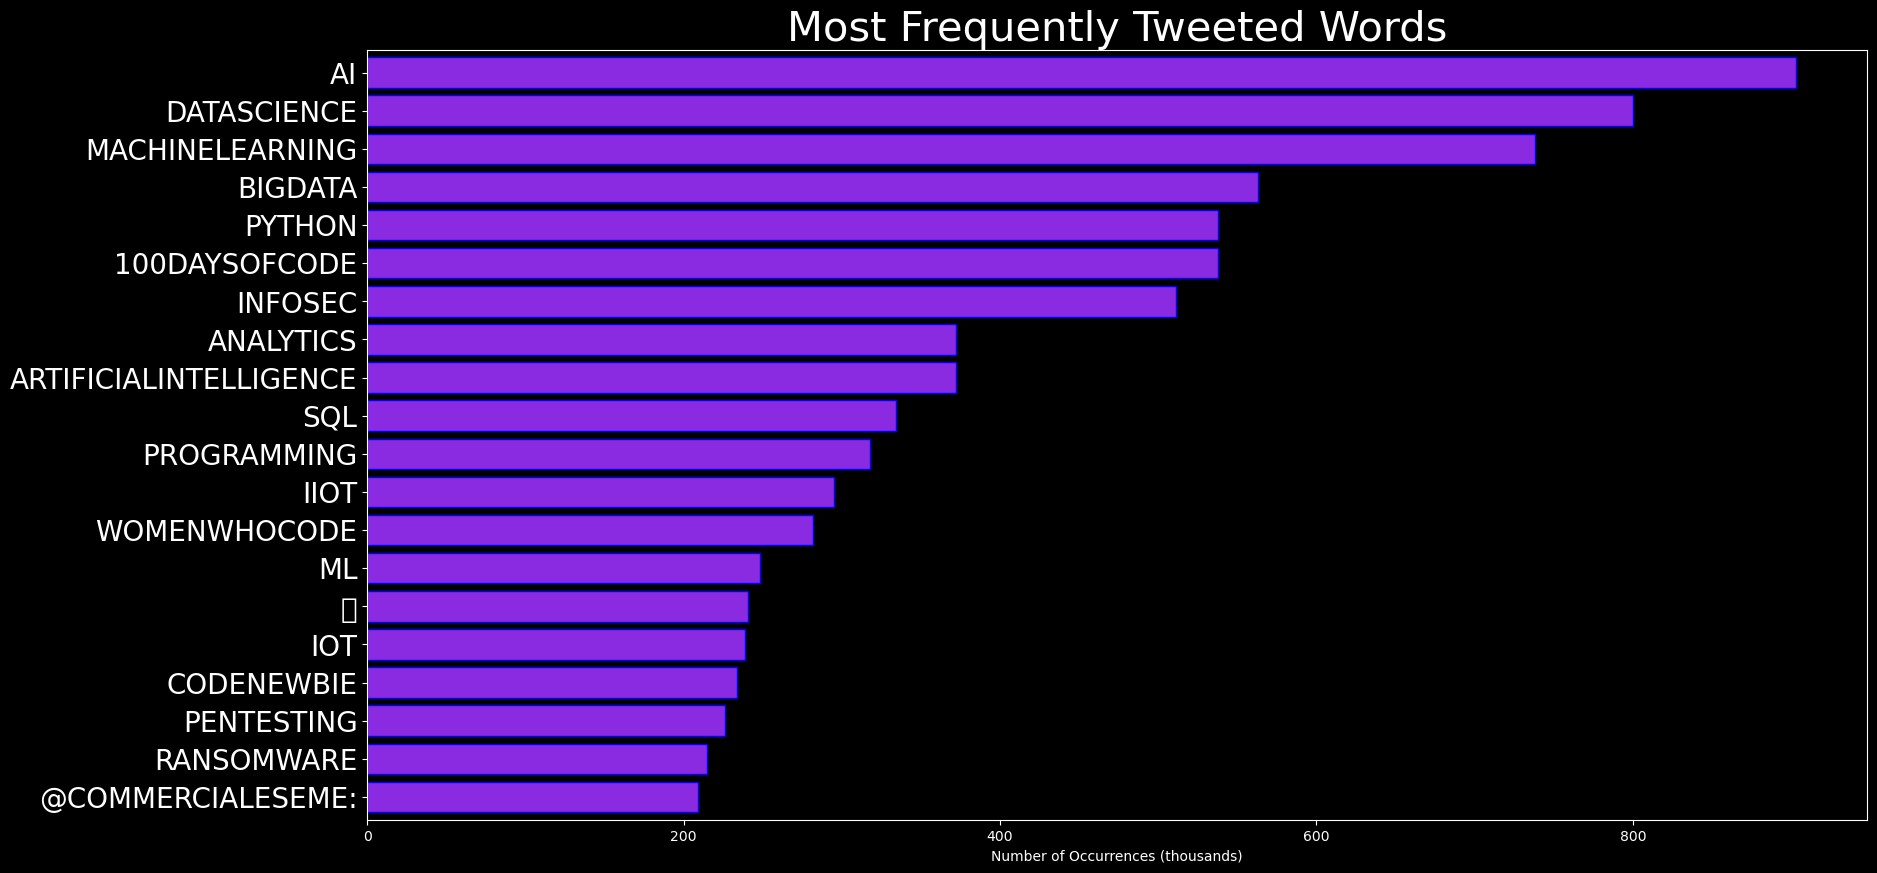 Most Frequently Tweeted Words
AI
DATASCIENCE
MACHINELEARNING
BIGDATA
PYTHON
100DAYSOFCODE
INFOSEC
ANALYTICS
ARTIFICIALINTELLIGENCE
SQL
PROGRAMMING
IIOT
WOMENWHOCODE
ML
IOT
CODENEWBIE
PENTESTING
RANSOMWARE
@COMMERCIALESEME:
0 200 400 600 800
Number of Occurrences (thousands)